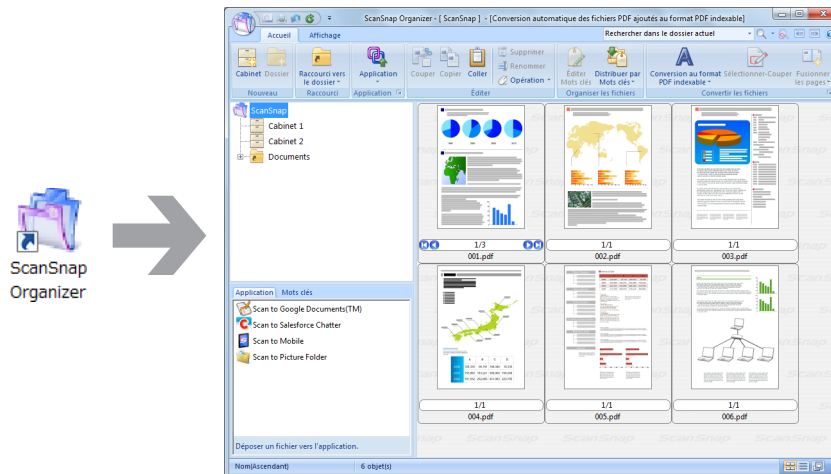 ScanSnap Organizer - [ ScanSnap ] - [Conversion automatique des fichiers PDF ajoutés au format PDF indexable]
Accueil Affichage Rechercher dans le dossier actuel
Cabinet Dossier
Raccourci vers le dossier
Application
Couper Copier Coller
Supprimer
Renommer
Opération
Éditer Mots clés
Distribuer par Mots clés
Conversion au format PDF indexable
Sélectionner-Couper
Fusionner les pages
Nouveau Raccourci Application Éditer Organiser les fichiers Convertir les fichiers
ScanSnap
Cabinet 1
Cabinet 2
Documents
1/3 1/1 1/1
001.pdf 002.pdf 003.pdf
ScanSnap
Organizer
Application Mots clés
Scan to Google Documents(TM)
Scan to Salesforce Chatter
Scan to Mobile
Scan to Picture Folder
1/1 1/1 1/1
004.pdf 005.pdf 006.pdf
Déposer un fichier vers l'application.
ScanSnap ScanSnap ScanSnap
Nom(Ascendant) 6 objet(s)